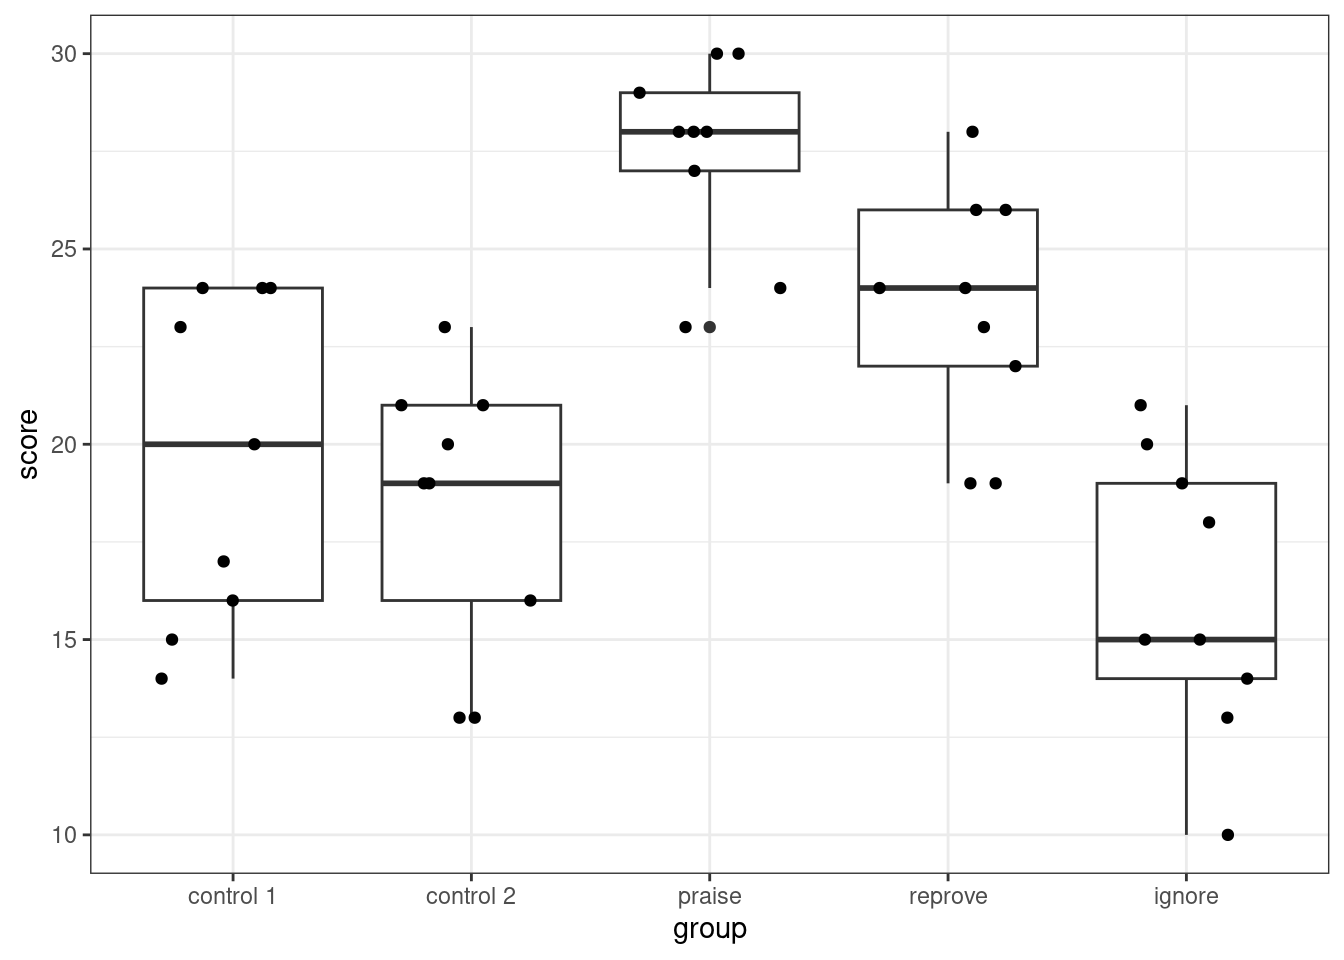 score
30
25
20
15
10
control 1
control 2
praise
reprove
ignore
group